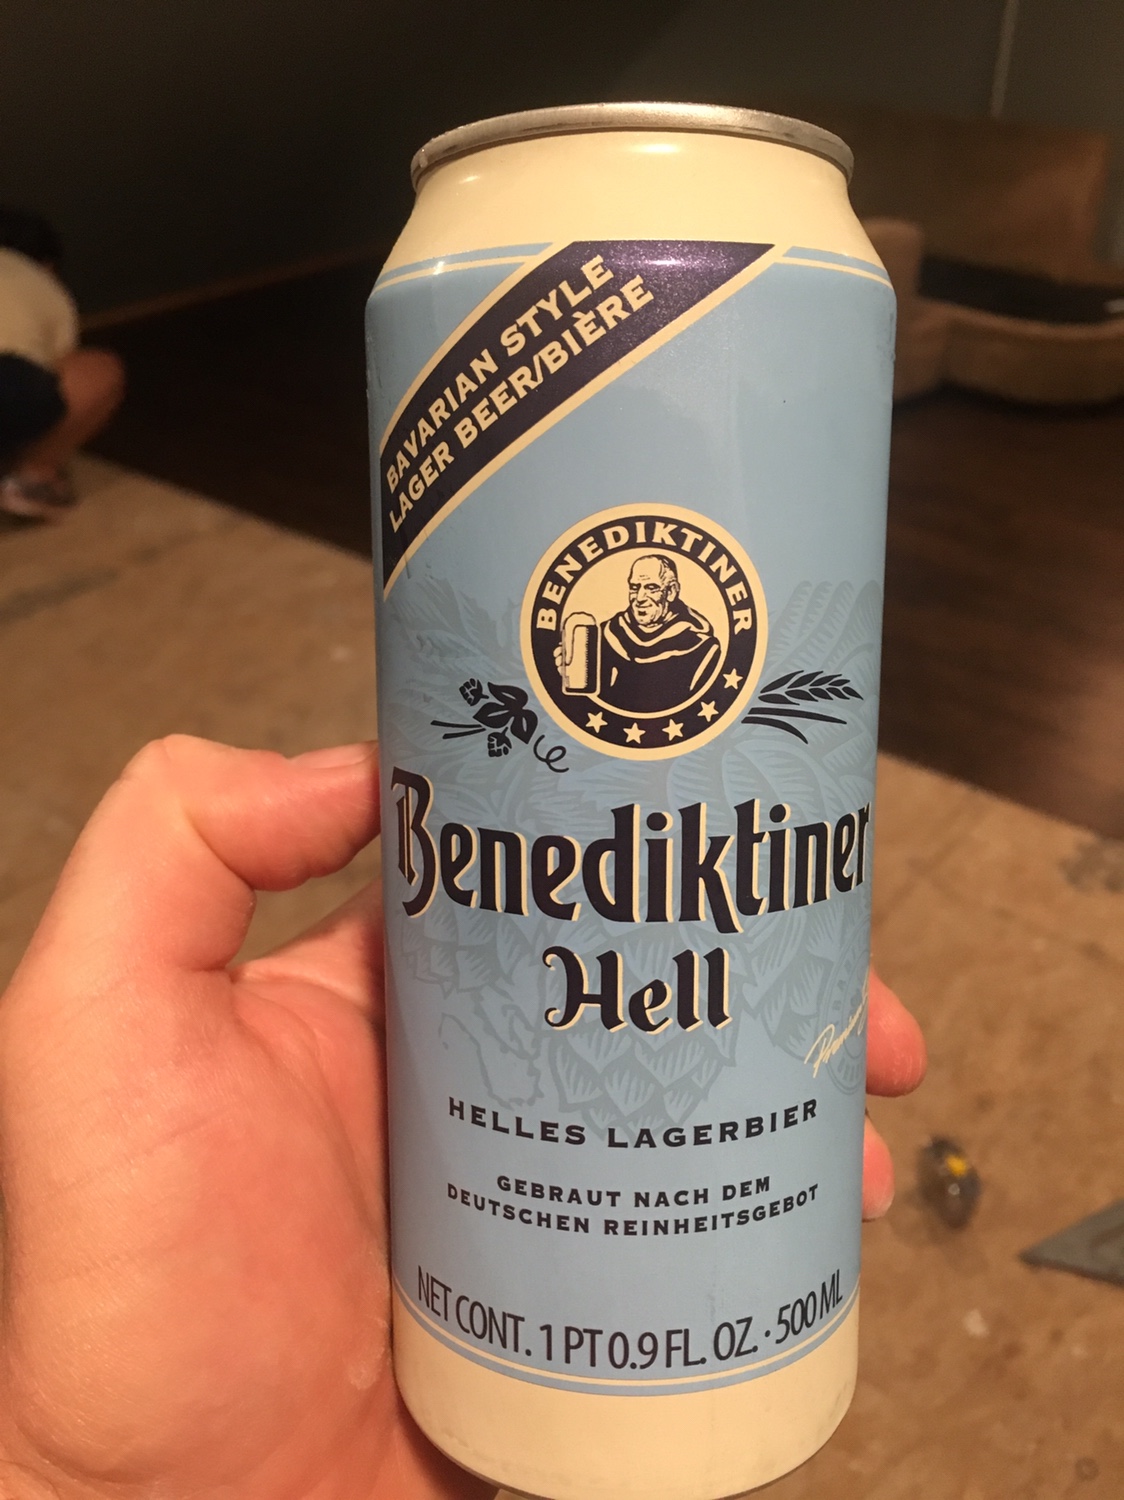 BAVARIAN STYLE
LAGER BEER/BIÈRE
BENEDIKTINER
Benediktiner
Hell
HELLES LAGERBIER
GEBRAUT NACH DEM
DEUTSCHEN REINHEITSGEBOT
NET CONT. 1 PT 0.9 FL. OZ. · 500 ML